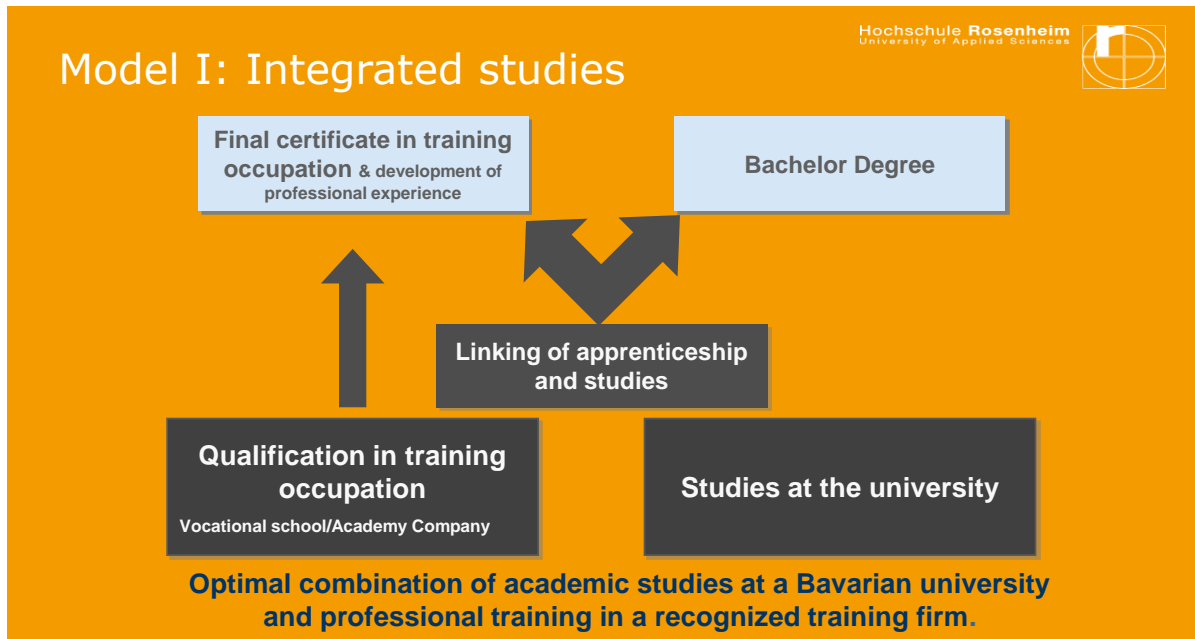 Hochschule Rosenheim
University of Applied Sciences
Model I: Integrated studies
Final certificate in training
occupation & development of
professional experience
Bachelor Degree
Linking of apprenticeship
and studies
Qualification in training
occupation
Vocational school/Academy Company
Studies at the university
Optimal combination of academic studies at a Bavarian university
and professional training in a recognized training firm.